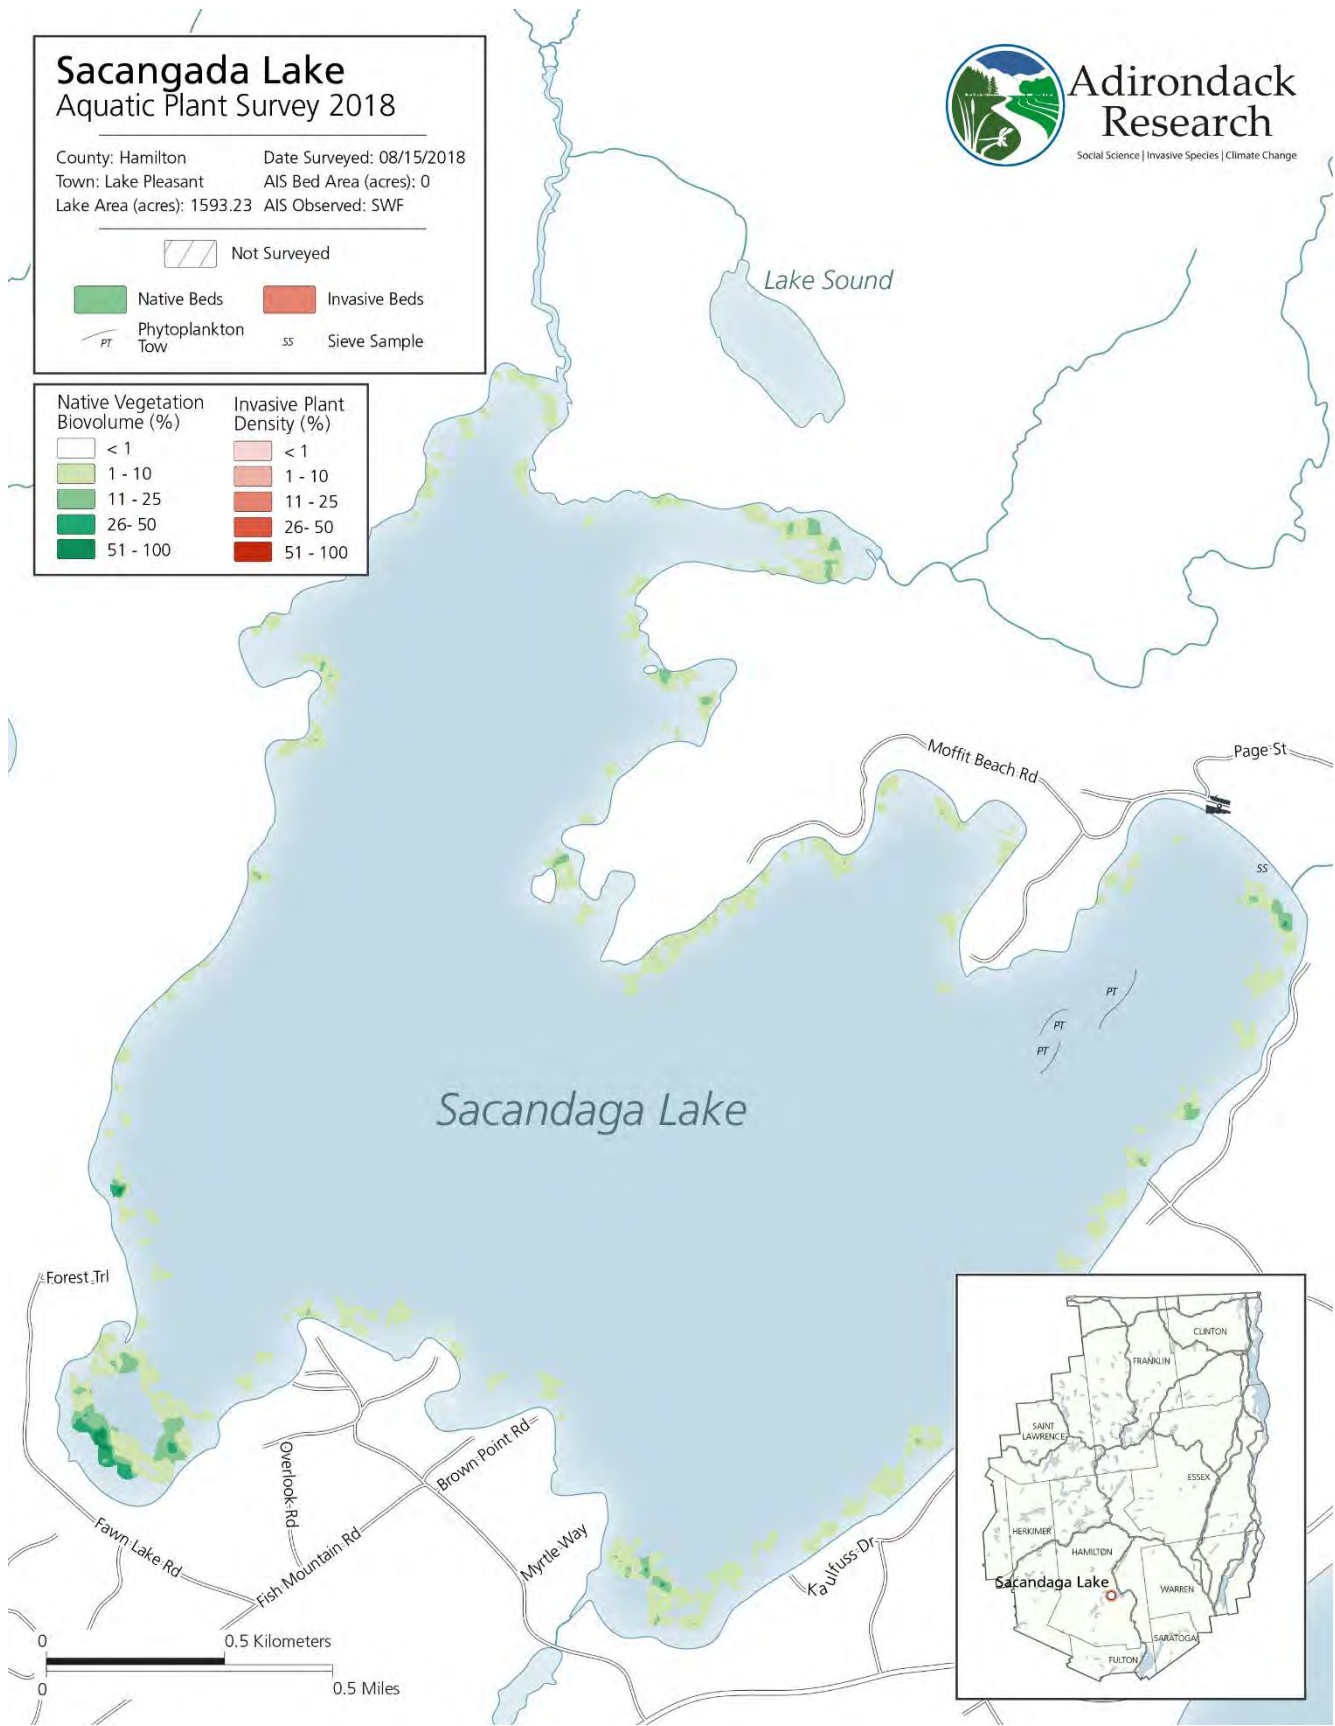 Sacangada Lake
Aquatic Plant Survey 2018
County: Hamilton
Date Surveyed: 08/15/2018
Town: Lake Pleasant
AIS Bed Area (acres): 0
Lake Area (acres): 1593.23
AIS Observed: SWF
Not Surveyed
Native Beds
Invasive Beds
PT
Phytoplankton
Tow
SS
Sieve Sample
Native Vegetation
Biovolume (%)
< 1
1 - 10
11 - 25
26- 50
51 - 100
Invasive Plant
Density (%)
< 1
1 - 10
11 - 25
26- 50
51 - 100
Adirondack
Research
Social Science | Invasive Species | Climate Change
Lake Sound
Moffit Beach Rd
Page St
SS
PT
PT
PT
Sacandaga Lake
Forest Trl
Overlook Rd
Brown Point Rd
Fawn Lake Rd
Fish Mountain Rd
Myrtle Way
Kaulfuss Dr
0
0.5 Kilometers
0
0.5 Miles
CLINTON
FRANKLIN
SAINT
LAWRENCE
ESSEX
HERKIMER
HAMILTON
Sacandaga Lake
WARREN
SARATOGA
FULTON